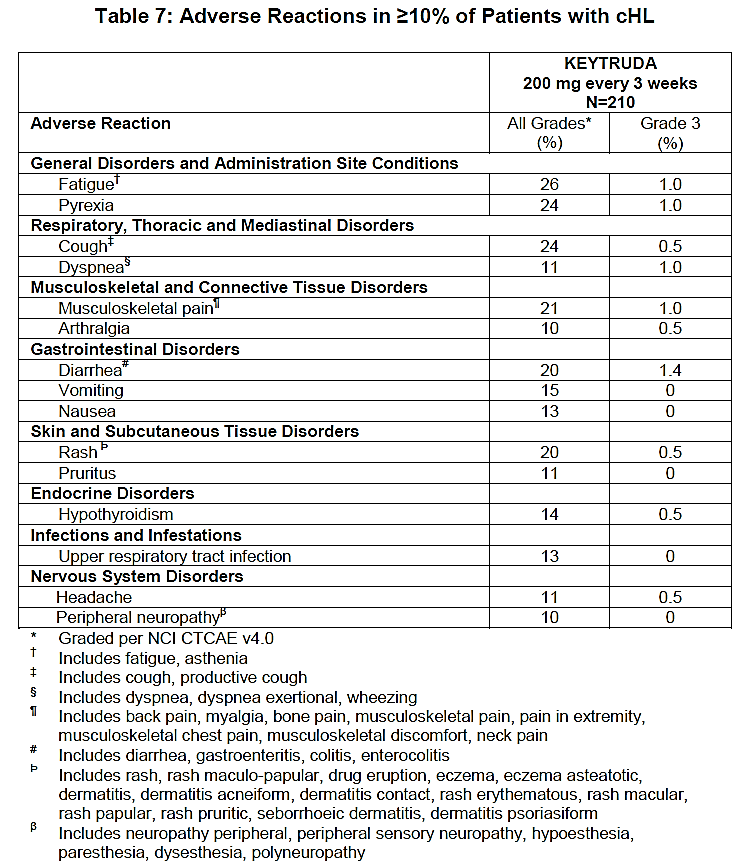 Table 7: Adverse Reactions in ≥10% of Patients with cHL
KEYTRUDA
200 mg every 3 weeks
N=210
Adverse Reaction All Grades* (%) Grade 3 (%)
General Disorders and Administration Site Conditions
Fatigue† 26 1.0
Pyrexia 24 1.0
Respiratory, Thoracic and Mediastinal Disorders
Cough‡ 24 0.5
Dyspnea§ 11 1.0
Musculoskeletal and Connective Tissue Disorders
Musculoskeletal pain¶ 21 1.0
Arthralgia 10 0.5
Gastrointestinal Disorders
Diarrhea# 20 1.4
Vomiting 15 0
Nausea 13 0
Skin and Subcutaneous Tissue Disorders
Rash Þ 20 0.5
Pruritus 11 0
Endocrine Disorders
Hypothyroidism 14 0.5
Infections and Infestations
Upper respiratory tract infection 13 0
Nervous System Disorders
Headache 11 0.5
Peripheral neuropathyβ 10 0
* Graded per NCI CTCAE v4.0
† Includes fatigue, asthenia
‡ Includes cough, productive cough
§ Includes dyspnea, dyspnea exertional, wheezing
¶ Includes back pain, myalgia, bone pain, musculoskeletal pain, pain in extremity,
musculoskeletal chest pain, musculoskeletal discomfort, neck pain
# Includes diarrhea, gastroenteritis, colitis, enterocolitis
Þ Includes rash, rash maculo-papular, drug eruption, eczema, eczema asteatotic,
dermatitis, dermatitis acneiform, dermatitis contact, rash erythematous, rash macular,
rash papular, rash pruritic, seborrhoeic dermatitis, dermatitis psoriasiform
β Includes neuropathy peripheral, peripheral sensory neuropathy, hypoesthesia,
paresthesia, dysesthesia, polyneuropathy